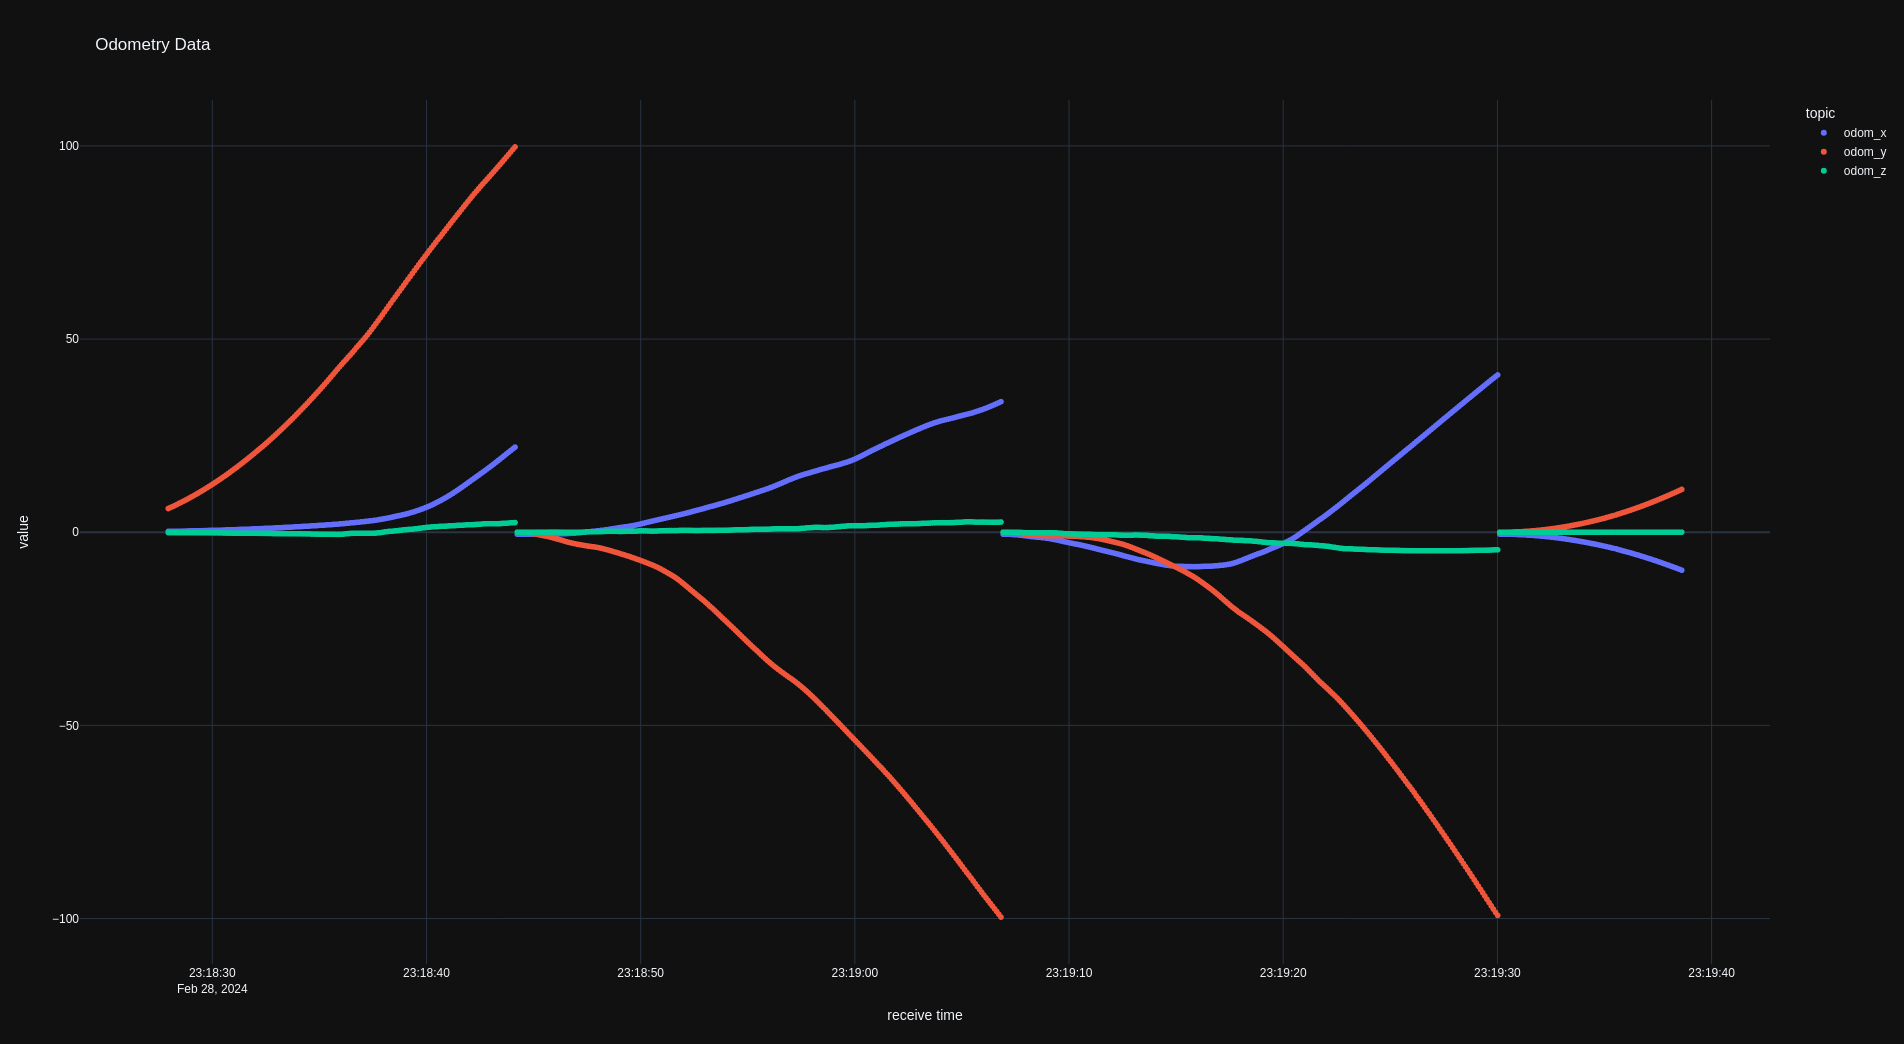 Odometry Data
topic
odom_x
odom_y
odom_z
100
50
0
−50
−100
value
23:18:30 23:18:40 23:18:50 23:19:00 23:19:10 23:19:20 23:19:30 23:19:40
Feb 28, 2024
receive time